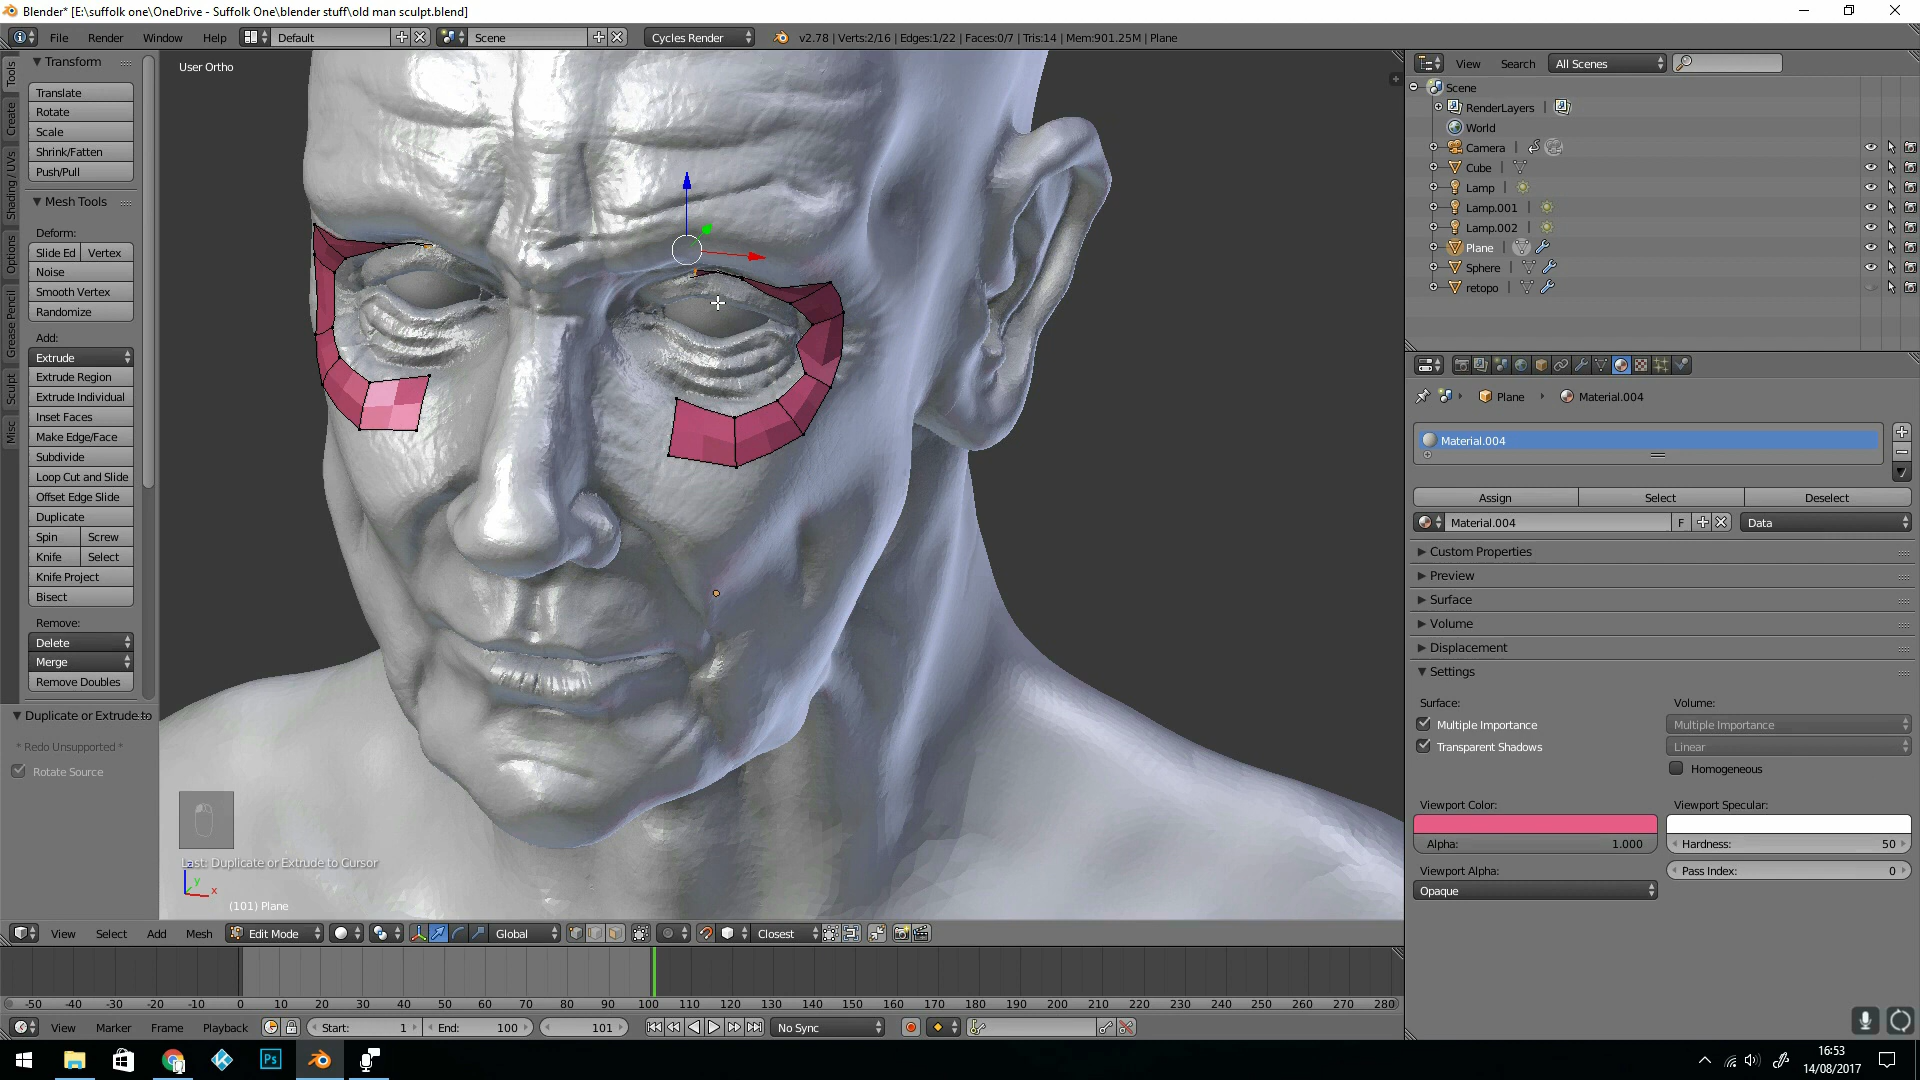 Blender* [E:\suffolk one\OneDrive - Suffolk One\blender stuff\old man sculpt.blend]
File Render Window Help Default Scene Cycles Render v2.78 | Verts:2/16 | Edges:1/22 | Faces:0/7 | Tris:14 | Mem:901.25M | Plane
Tools
Create
Shading / UVs
Options
Grease Pencil
Sculpt
Misc
Transform
Translate
Rotate
Scale
Shrink/Fatten
Push/Pull
Mesh Tools
Deform:
Slide Ed Vertex
Noise
Smooth Vertex
Randomize
Add:
Extrude
Extrude Region
Extrude Individual
Inset Faces
Make Edge/Face
Subdivide
Loop Cut and Slide
Offset Edge Slide
Duplicate
Spin Screw
Knife Select
Knife Project
Bisect
Remove:
Delete
Merge
Remove Doubles
Duplicate or Extrude to
* Redo Unsupported *
Rotate Source
User Ortho
Last: Duplicate or Extrude to Cursor
y
x
(101) Plane
View Select Add Mesh Edit Mode Global Closest
-50 -40 -30 -20 -10 0 10 20 30 40 50 60 70 80 90 100 110 120 130 140 150 160 170 180 190 200 210 220 230 240 250 260 270 280
View Marker Frame Playback Start: 1 End: 100 101 No Sync
View Search All Scenes
Scene
RenderLayers
World
Camera
Cube
Lamp
Lamp.001
Lamp.002
Plane
Sphere
retopo
Plane Material.004
Material.004
Assign Select Deselect
Material.004 F Data
Custom Properties
Preview
Surface
Volume
Displacement
Settings
Surface: Volume:
Multiple Importance Multiple Importance
Transparent Shadows Linear
Homogeneous
Viewport Color: Viewport Specular:
Alpha: 1.000 Hardness: 50
Viewport Alpha: Pass Index: 0
Opaque
Ps
16:53
14/08/2017